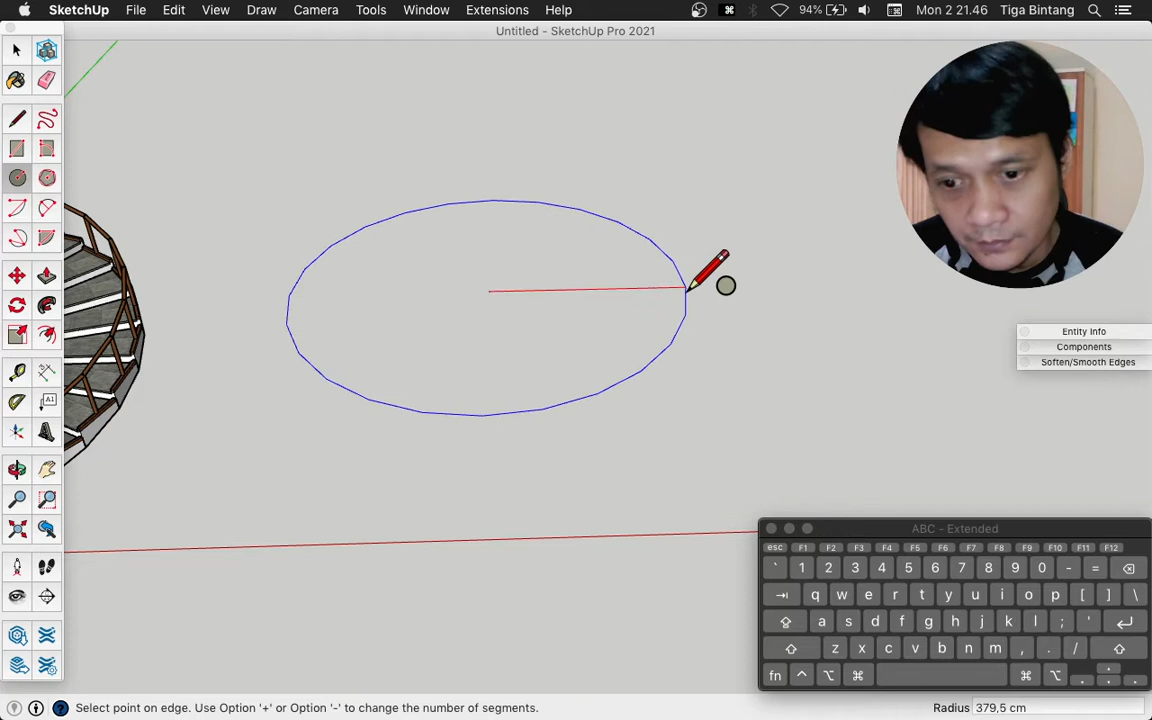 SketchUp File Edit View Draw Camera Tools Window Extensions Help 94% Mon 2 21.46 Tiga Bintang
Untitled - SketchUp Pro 2021
A1
Entity Info
Components
Soften/Smooth Edges
ABC - Extended
esc F1 F2 F3 F4 F5 F6 F7 F8 F9 F10 F11 F12
` 1 2 3 4 5 6 7 8 9 0 - =
q w e r t y u i o p [ ] \
a s d f g h j k l ; '
z x c v b n m , . /
fn ^ ⌥ ⌘ ⌘ ⌥
Select point on edge. Use Option '+' or Option '-' to change the number of segments. Radius 379,5 cm